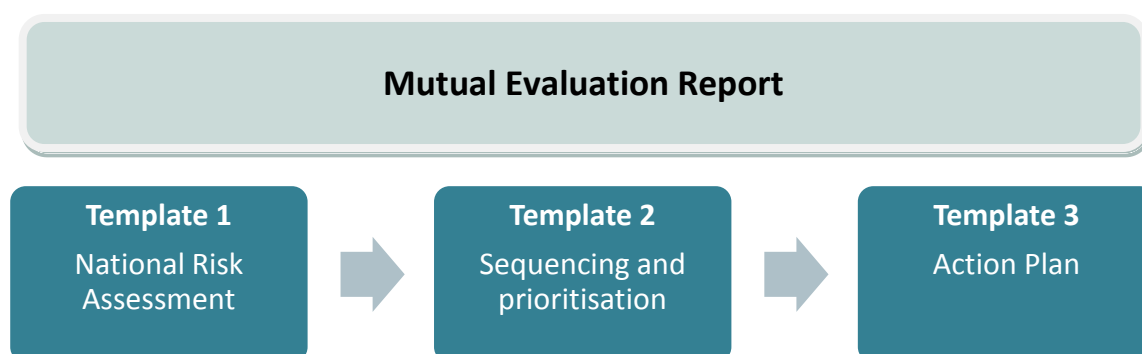 Mutual Evaluation Report
Template 1
National Risk
Assessment
Template 2
Sequencing and
prioritisation
Template 3
Action Plan